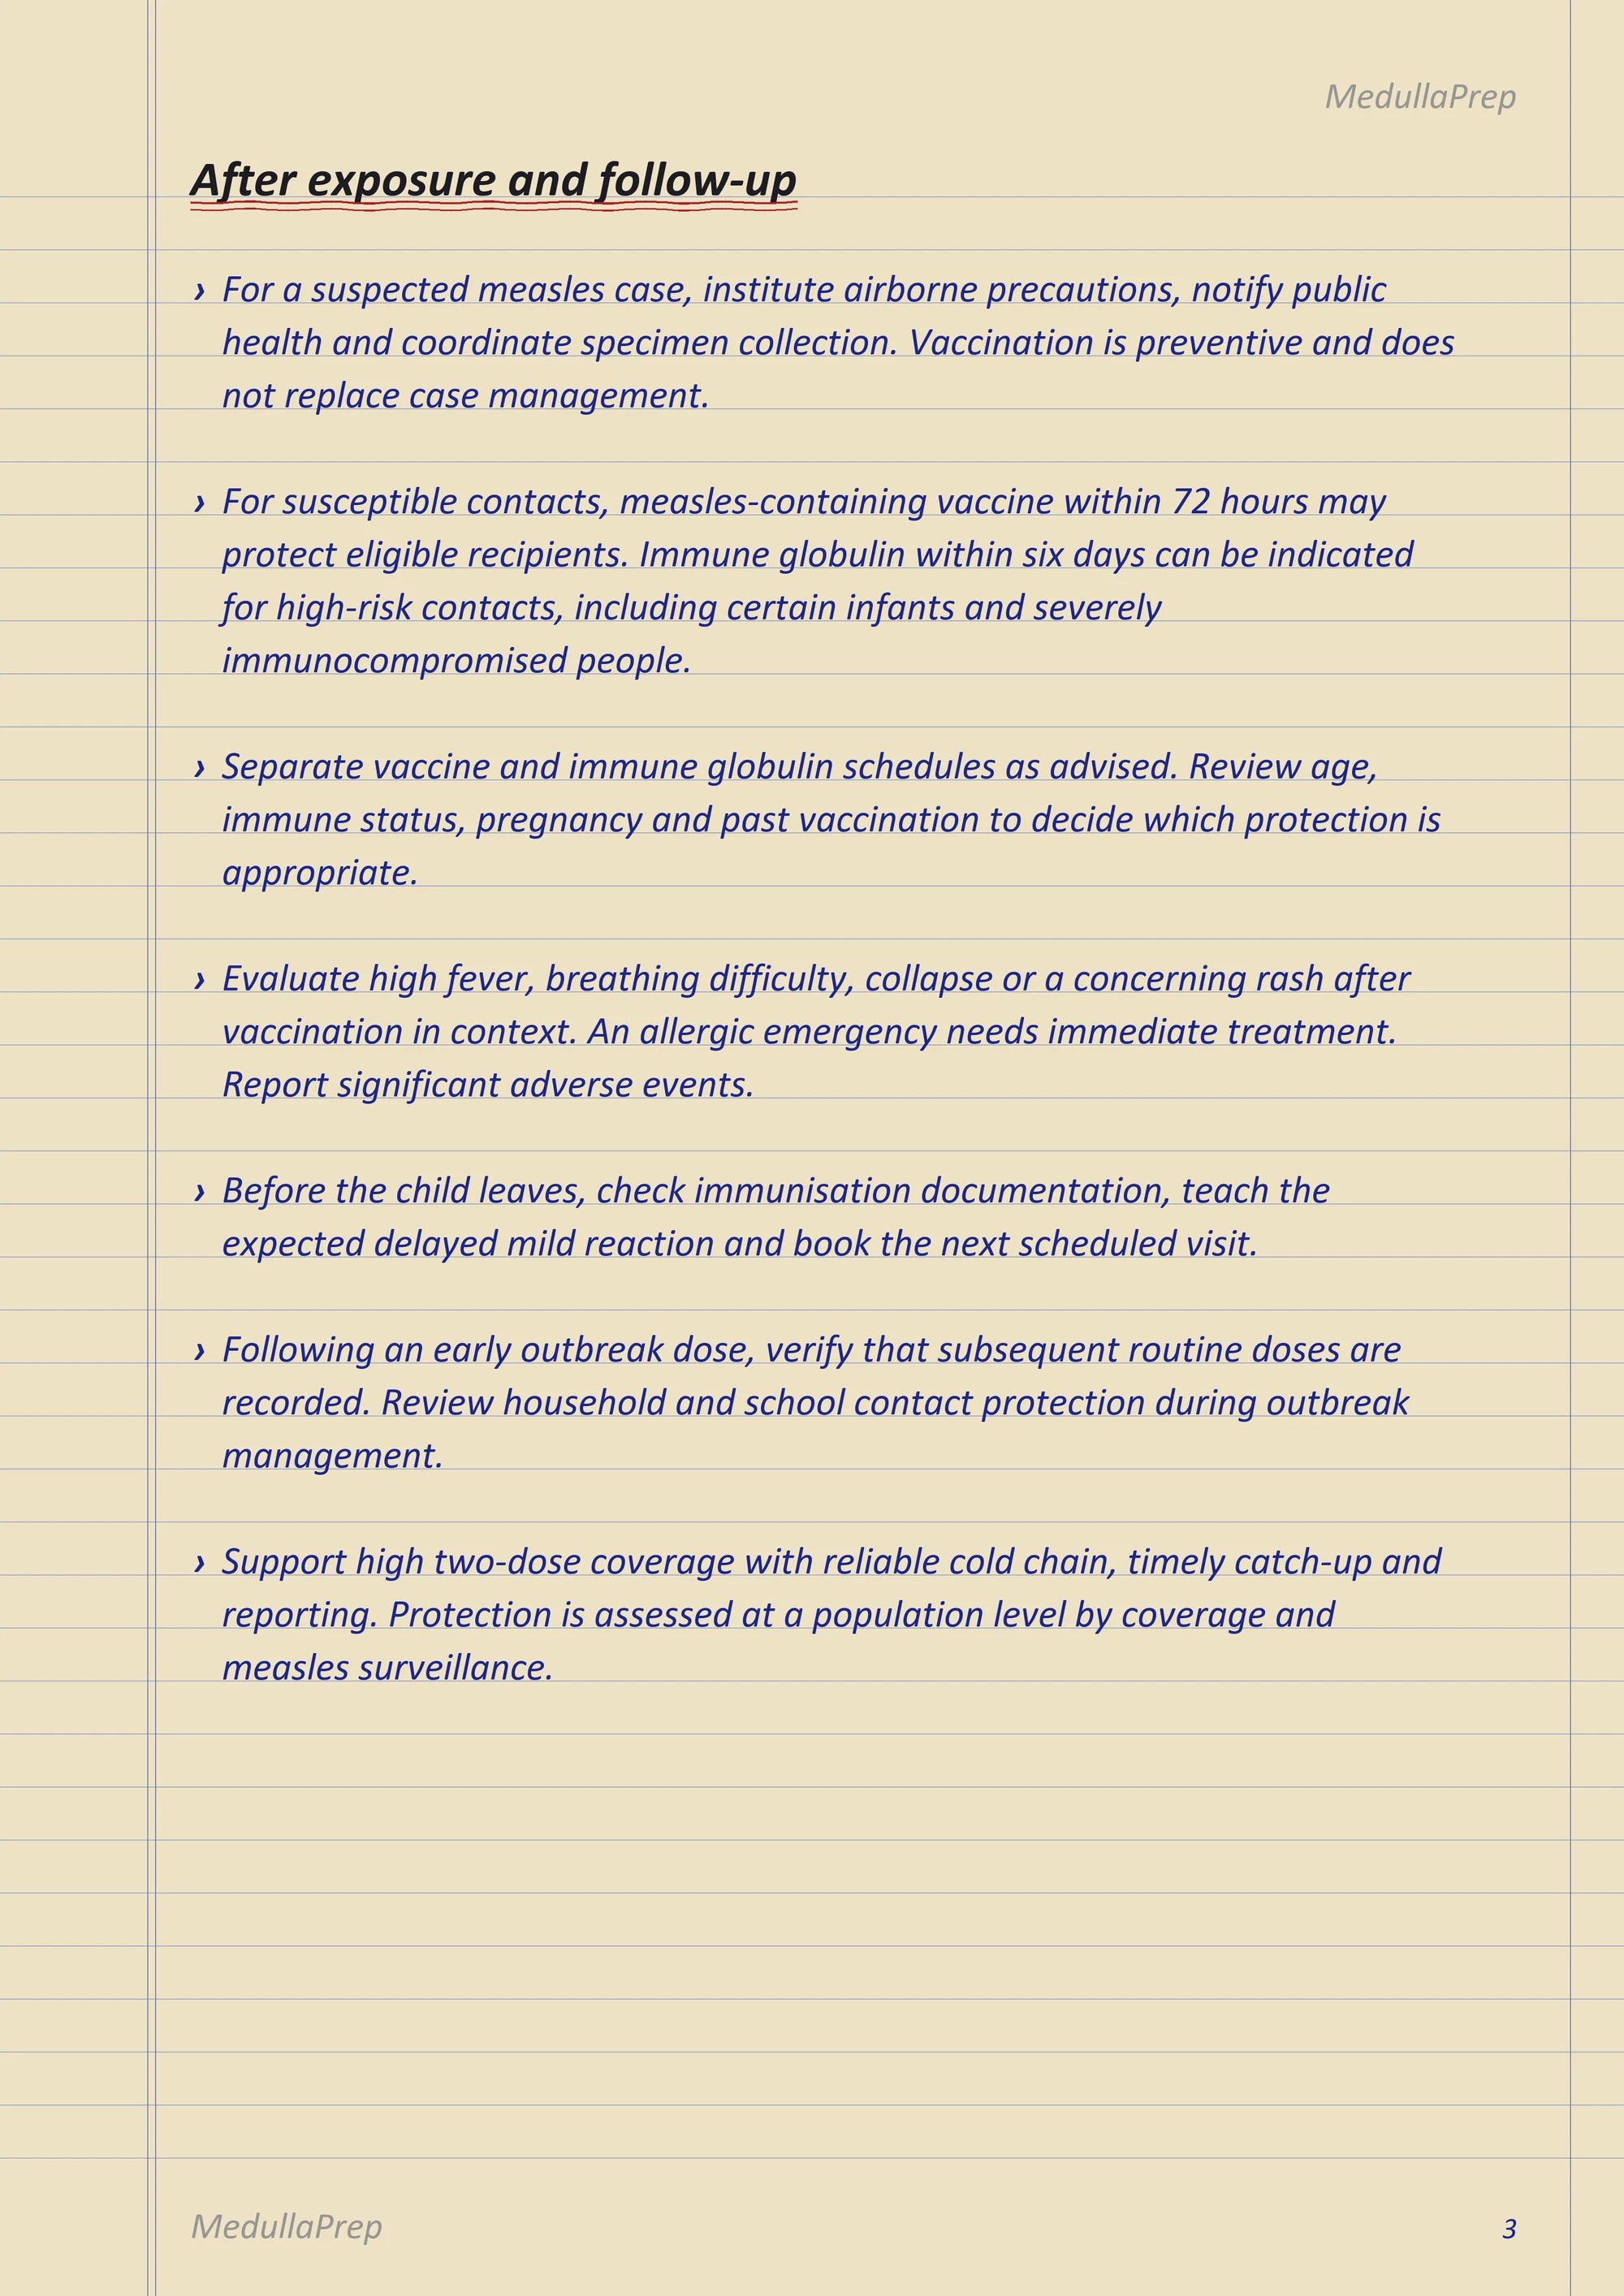 MedullaPrep
After exposure and follow-up
› For a suspected measles case, institute airborne precautions, notify public
health and coordinate specimen collection. Vaccination is preventive and does
not replace case management.
› For susceptible contacts, measles-containing vaccine within 72 hours may
protect eligible recipients. Immune globulin within six days can be indicated
for high-risk contacts, including certain infants and severely
immunocompromised people.
› Separate vaccine and immune globulin schedules as advised. Review age,
immune status, pregnancy and past vaccination to decide which protection is
appropriate.
› Evaluate high fever, breathing difficulty, collapse or a concerning rash after
vaccination in context. An allergic emergency needs immediate treatment.
Report significant adverse events.
› Before the child leaves, check immunisation documentation, teach the
expected delayed mild reaction and book the next scheduled visit.
› Following an early outbreak dose, verify that subsequent routine doses are
recorded. Review household and school contact protection during outbreak
management.
› Support high two-dose coverage with reliable cold chain, timely catch-up and
reporting. Protection is assessed at a population level by coverage and
measles surveillance.
MedullaPrep
3